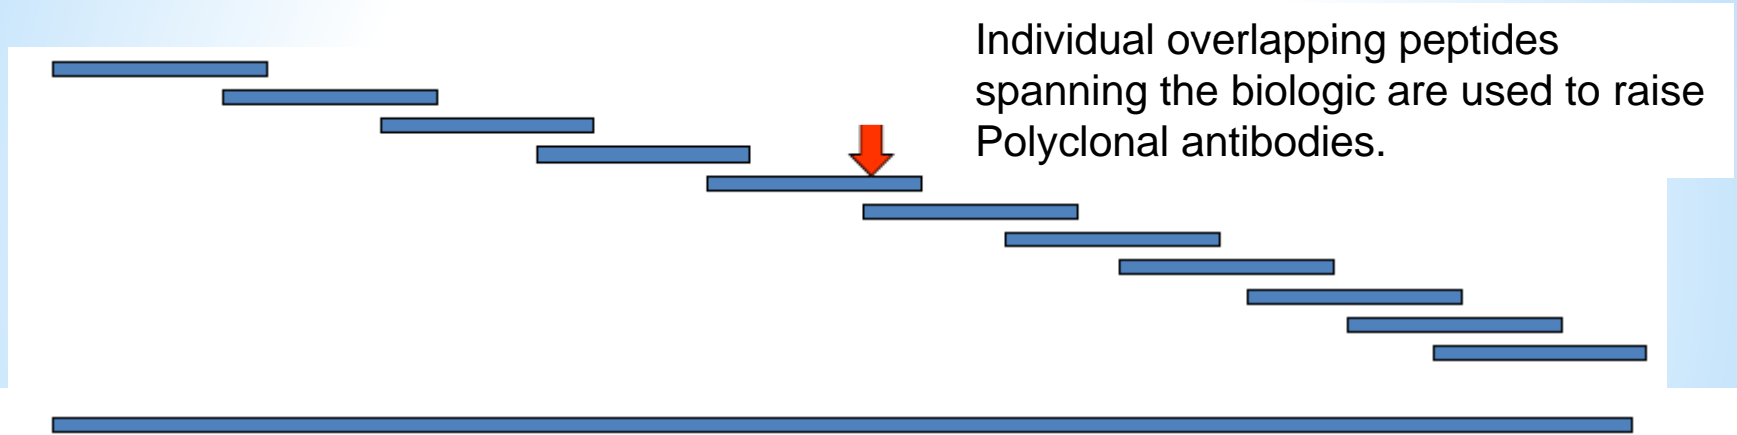 Individual overlapping peptides
spanning the biologic are used to raise
Polyclonal antibodies.